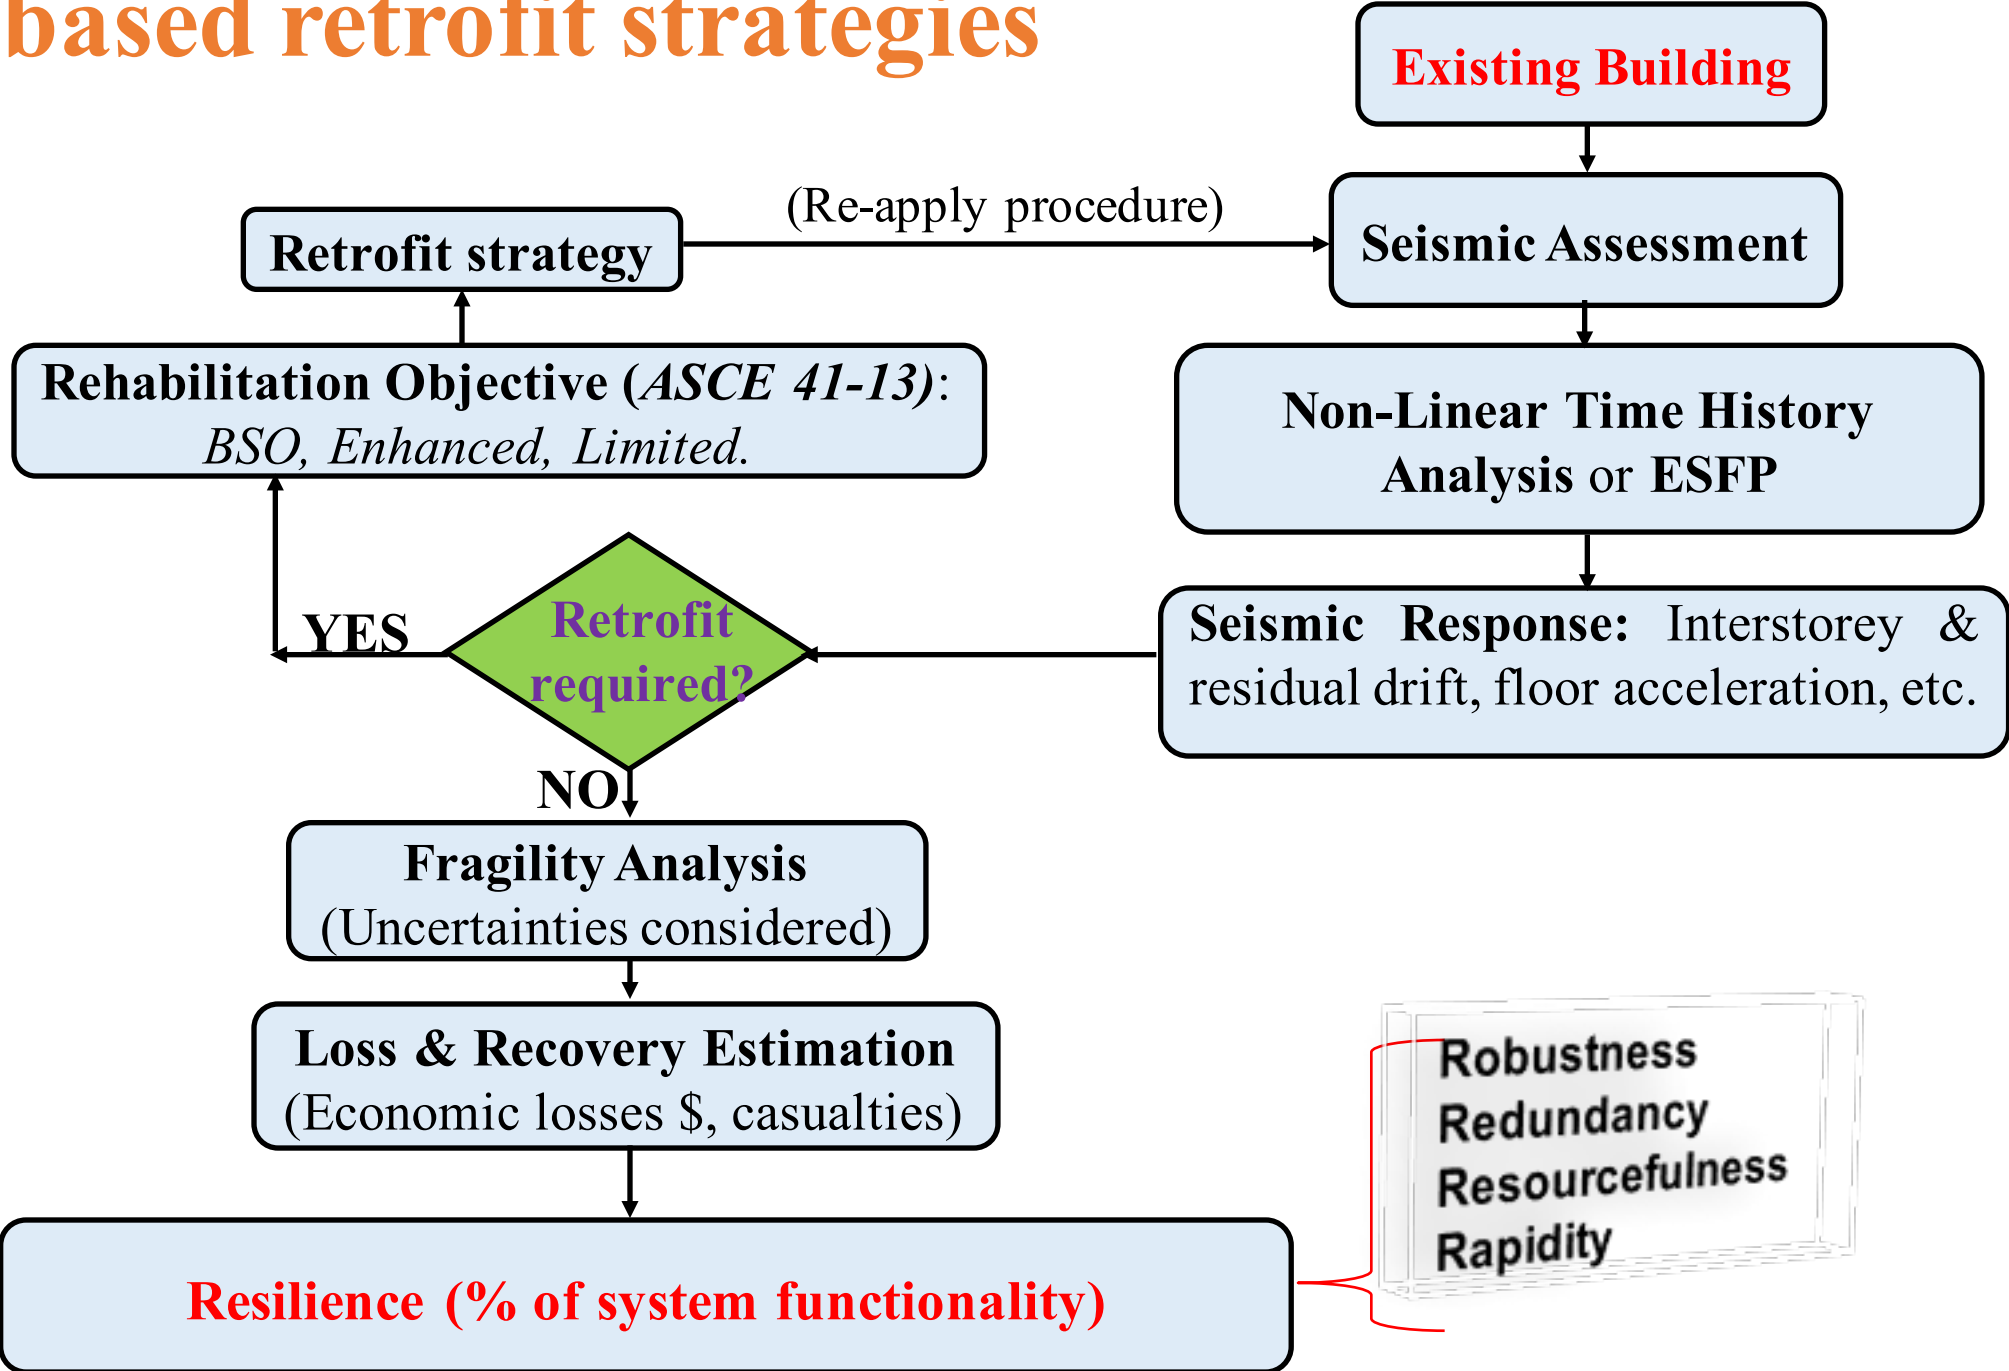 based retrofit strategies
Existing Building
(Re-apply procedure)
Retrofit strategy
Seismic Assessment
Rehabilitation Objective (ASCE 41-13):
BSO, Enhanced, Limited.
Non-Linear Time History
Analysis or ESFP
Seismic Response: Interstorey &
residual drift, floor acceleration, etc.
Retrofit
required?
YES
NO
Fragility Analysis
(Uncertainties considered)
Loss & Recovery Estimation
(Economic losses $, casualties)
Resilience (% of system functionality)
Robustness
Redundancy
Resourcefulness
Rapidity